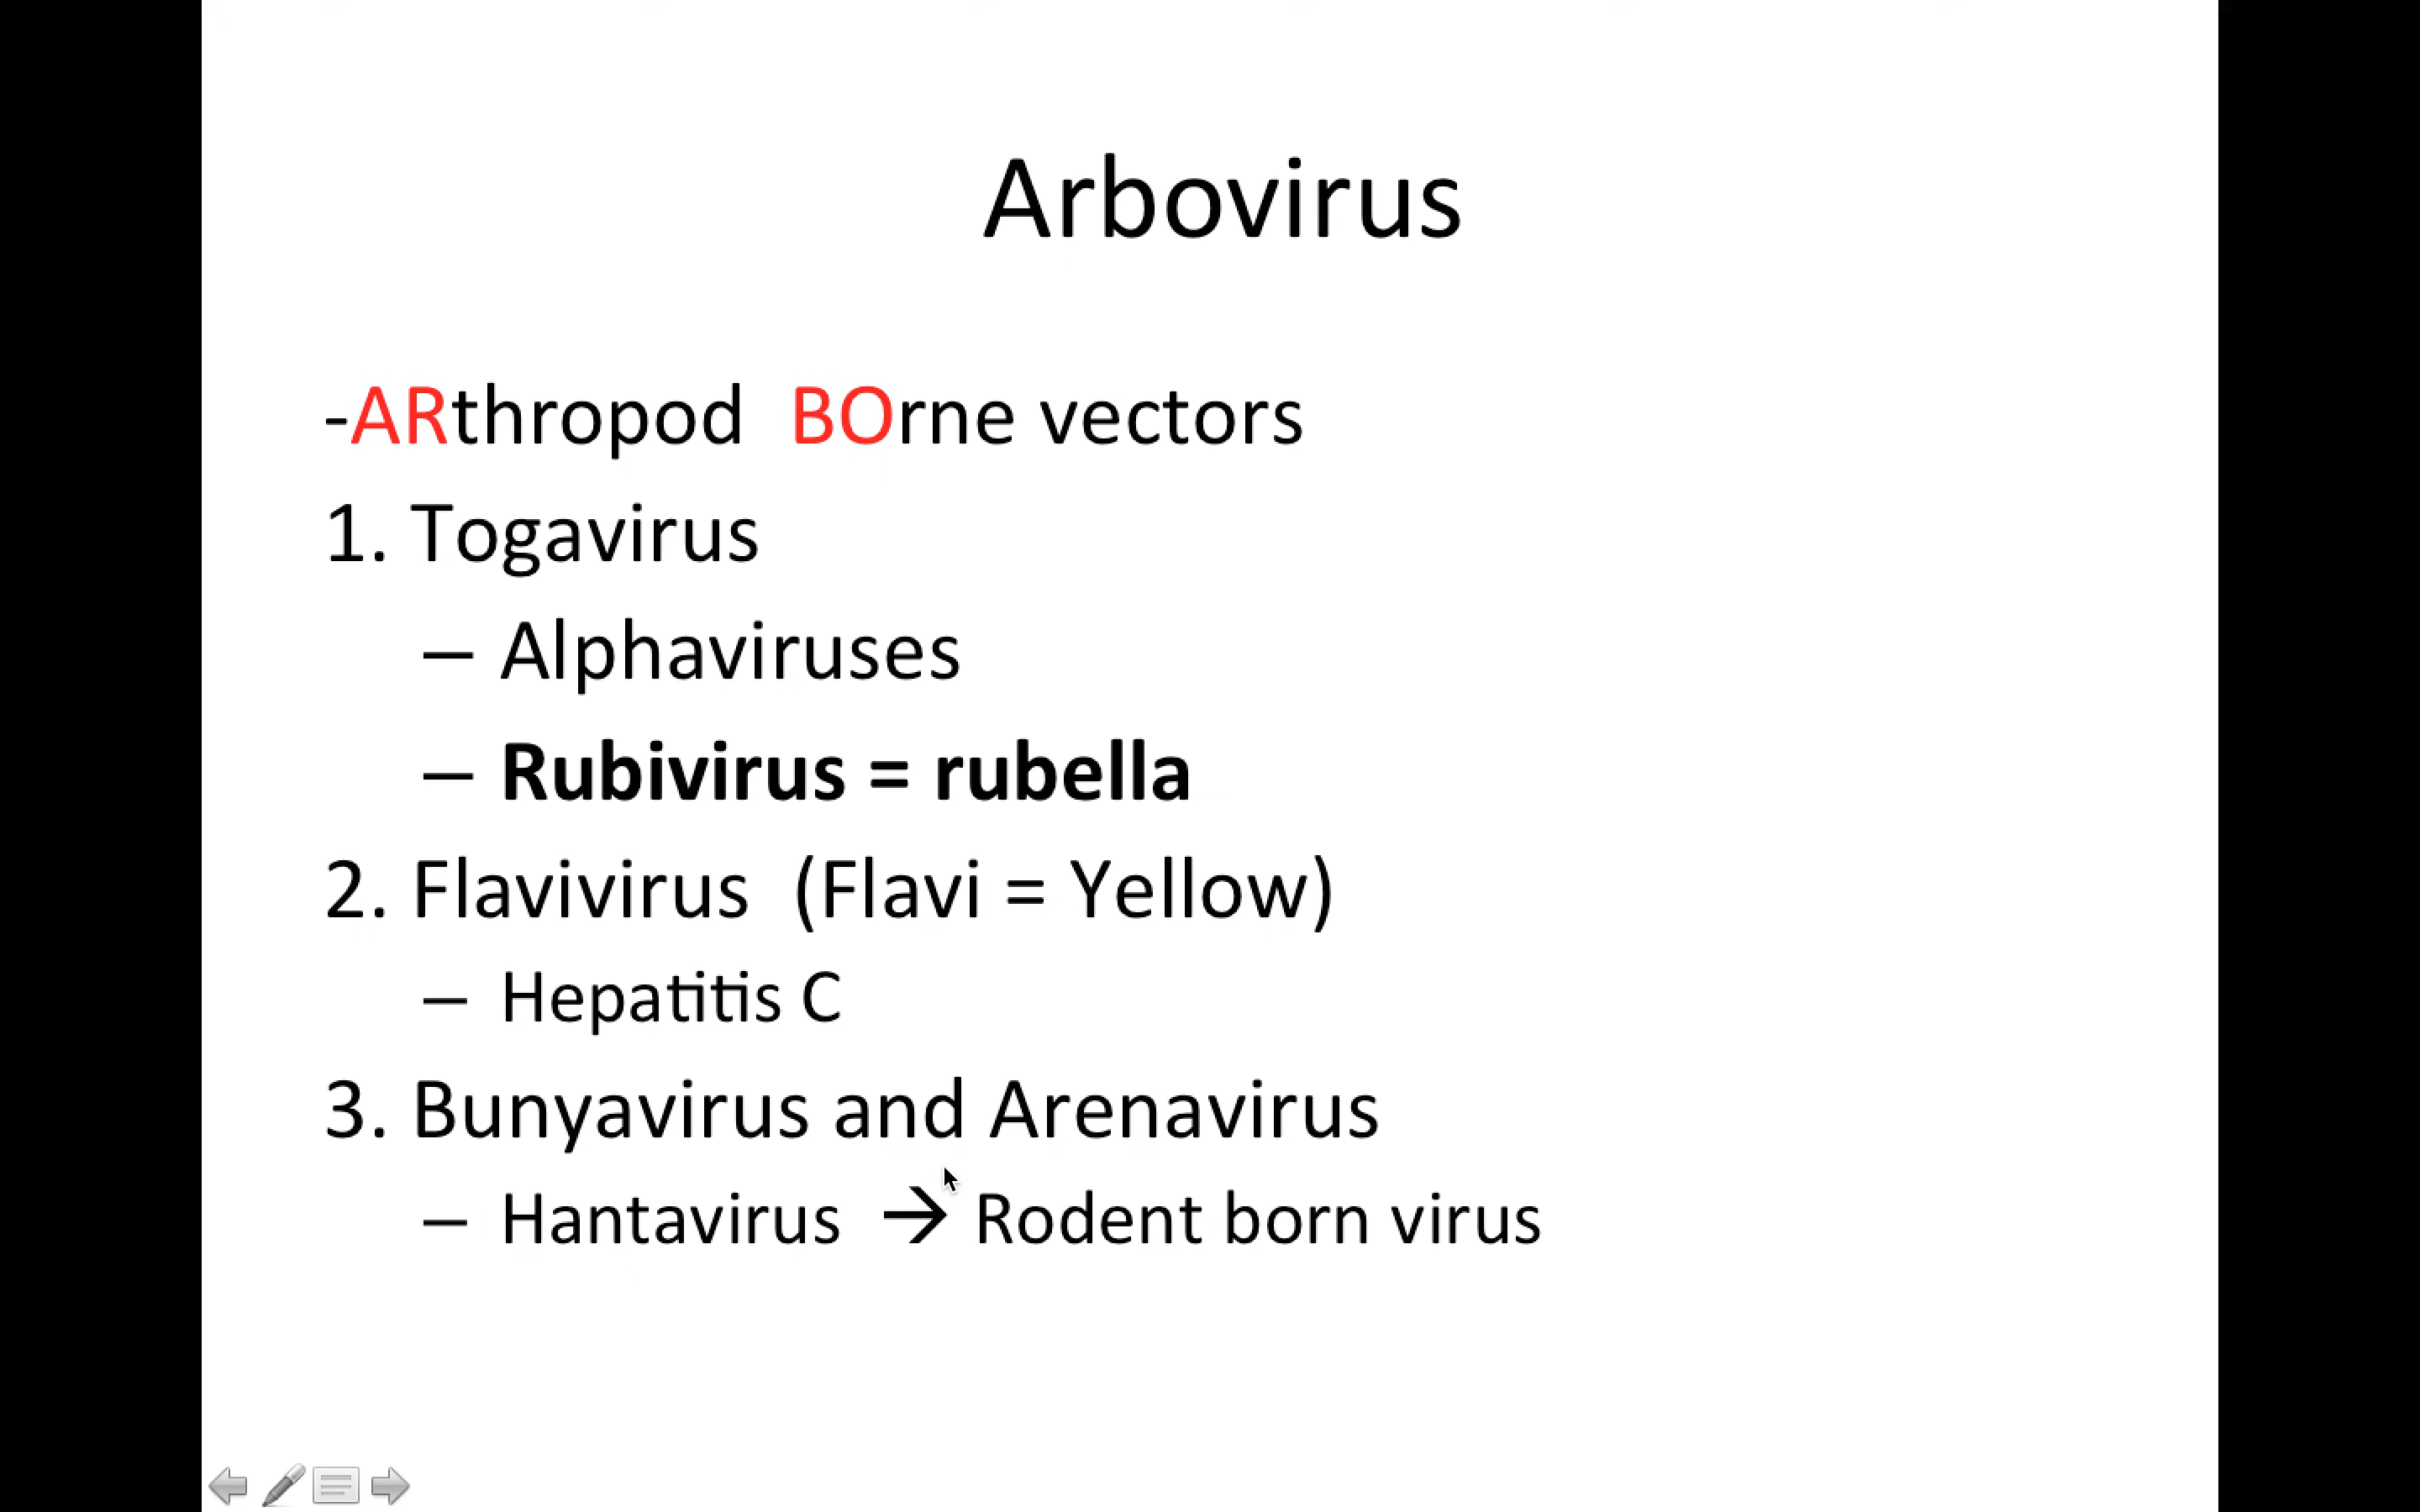 Arbovirus
-ARthropod BOrne vectors
1. Togavirus
– Alphaviruses
– Rubivirus = rubella
2. Flavivirus (Flavi = Yellow)
– Hepatitis C
3. Bunyavirus and Arenavirus
– Hantavirus → Rodent born virus